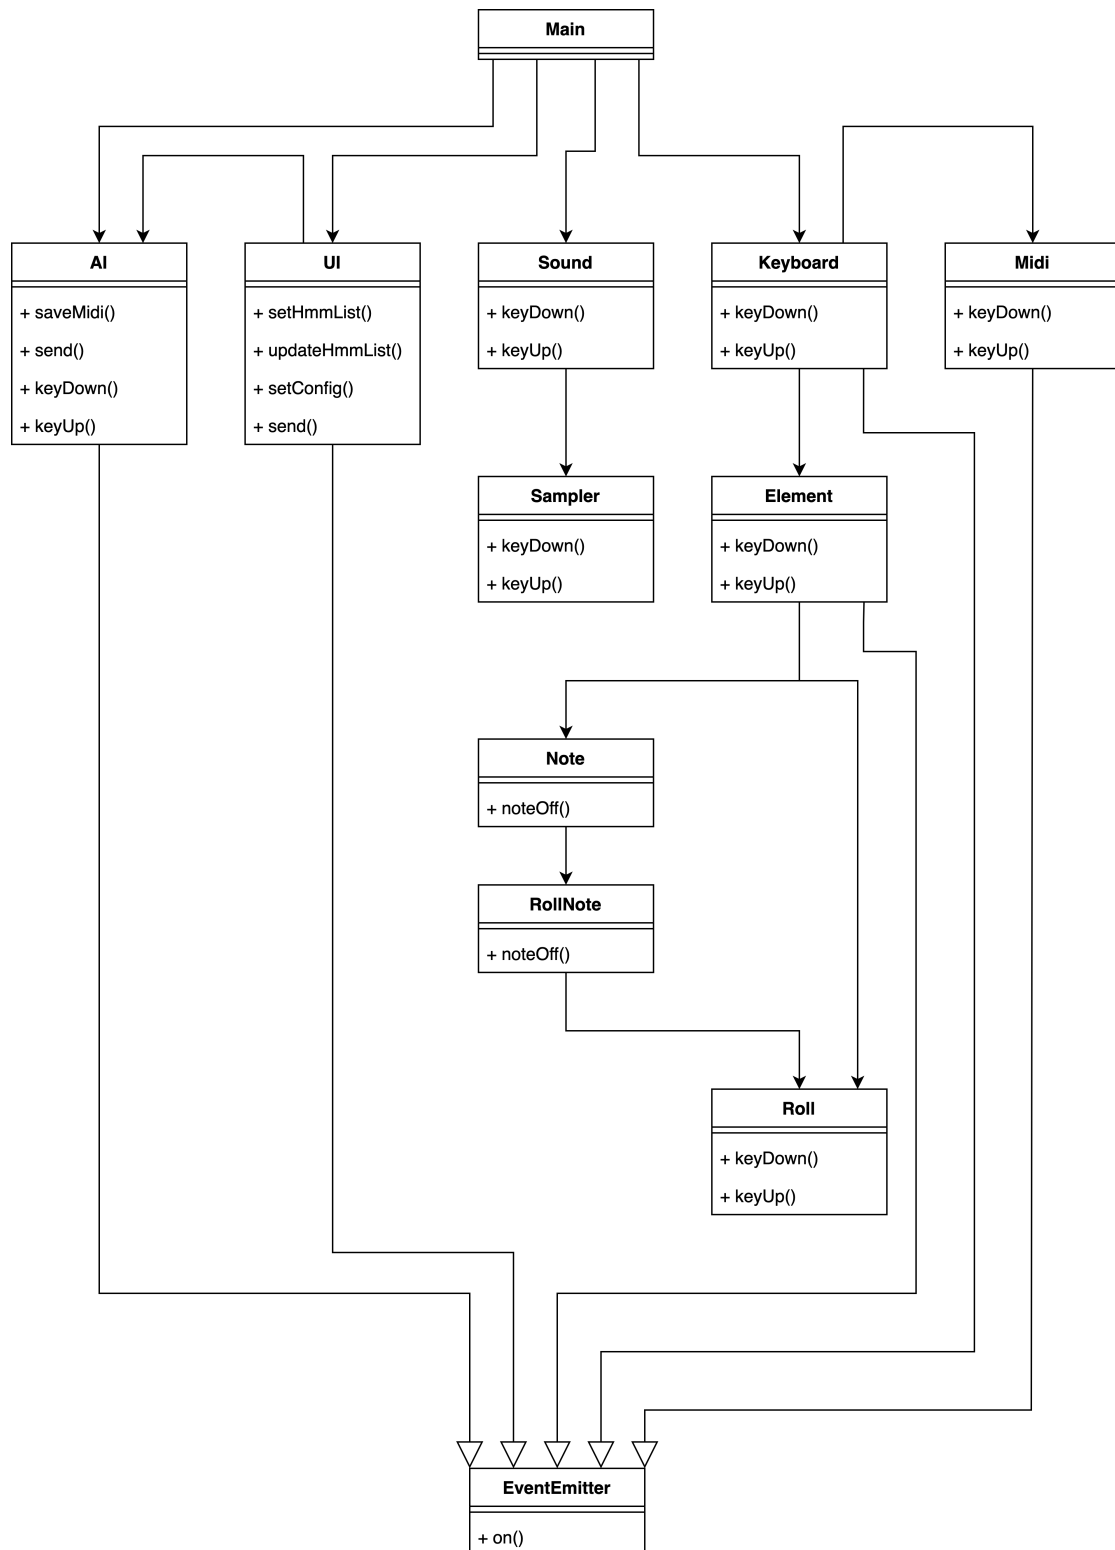 Main
AI
+ saveMidi()
+ send()
+ keyDown()
+ keyUp()
UI
+ setHmmList()
+ updateHmmList()
+ setConfig()
+ send()
Sound
+ keyDown()
+ keyUp()
Keyboard
+ keyDown()
+ keyUp()
Midi
+ keyDown()
+ keyUp()
Sampler
+ keyDown()
+ keyUp()
Element
+ keyDown()
+ keyUp()
Note
+ noteOff()
RollNote
+ noteOff()
Roll
+ keyDown()
+ keyUp()
EventEmitter
+ on()